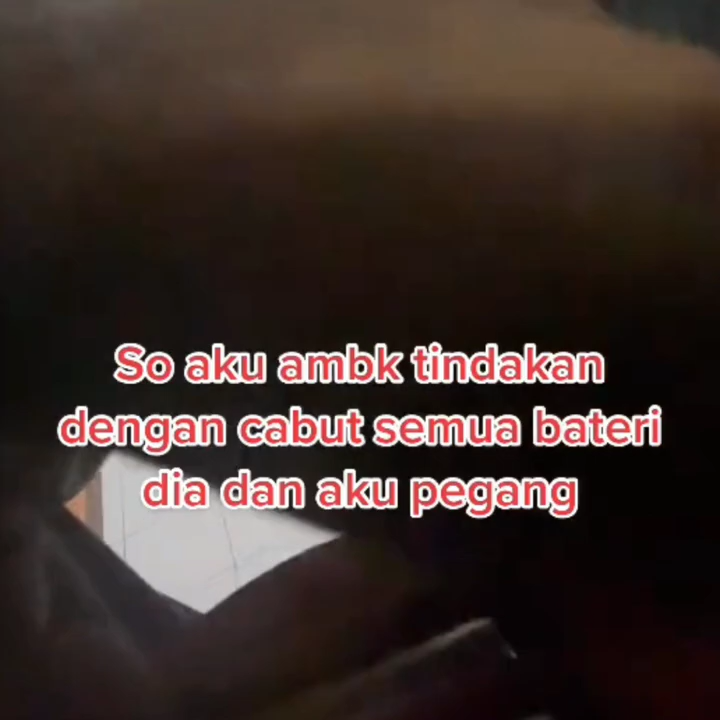 So aku ambk tindakan
dengan cabut semua bateri
dia dan aku pegang